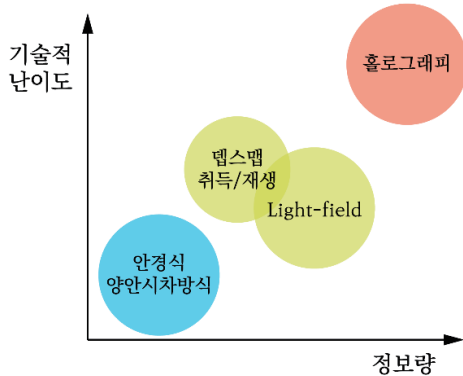 기술적
난이도
홀로그래피
뎁스맵
취득/재생
Light-field
안경식
양안시차방식
정보량